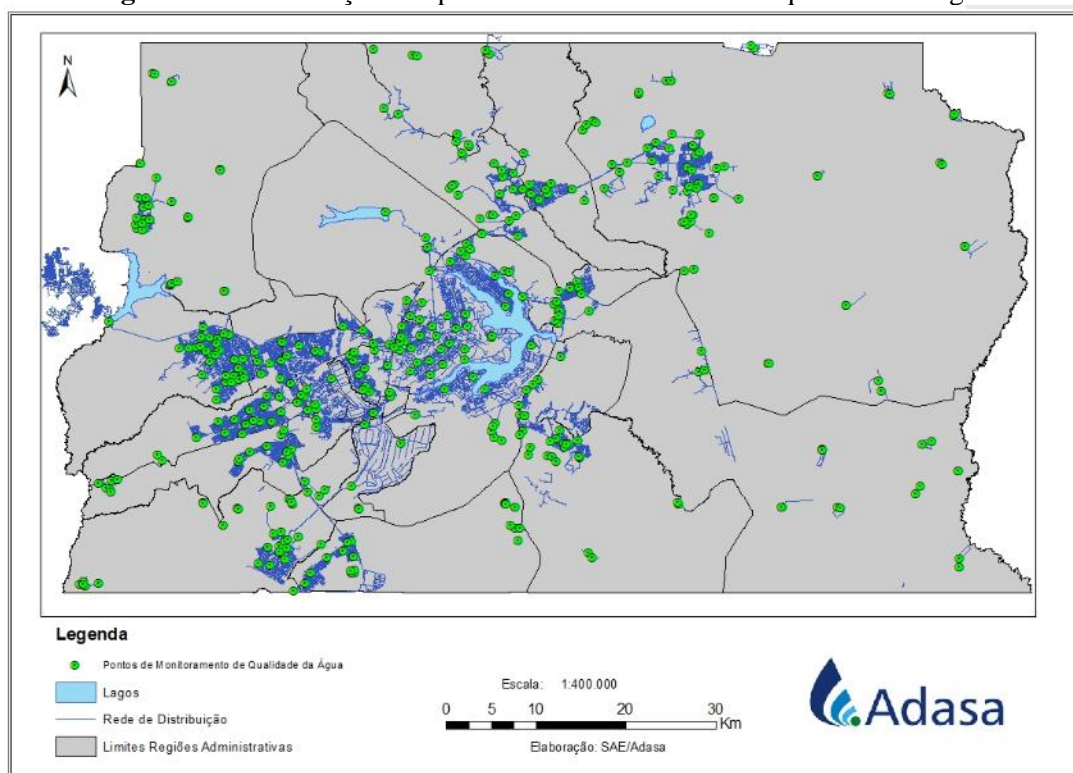 N
Legenda
Pontos de Monitoramento de Qualidade da Água
Lagos
Rede de Distribuição
Limites Regiões Administrativas
Escala: 1:400.000
0 5 10 20 30
Km
Elaboração: SAE/Adasa
Adasa